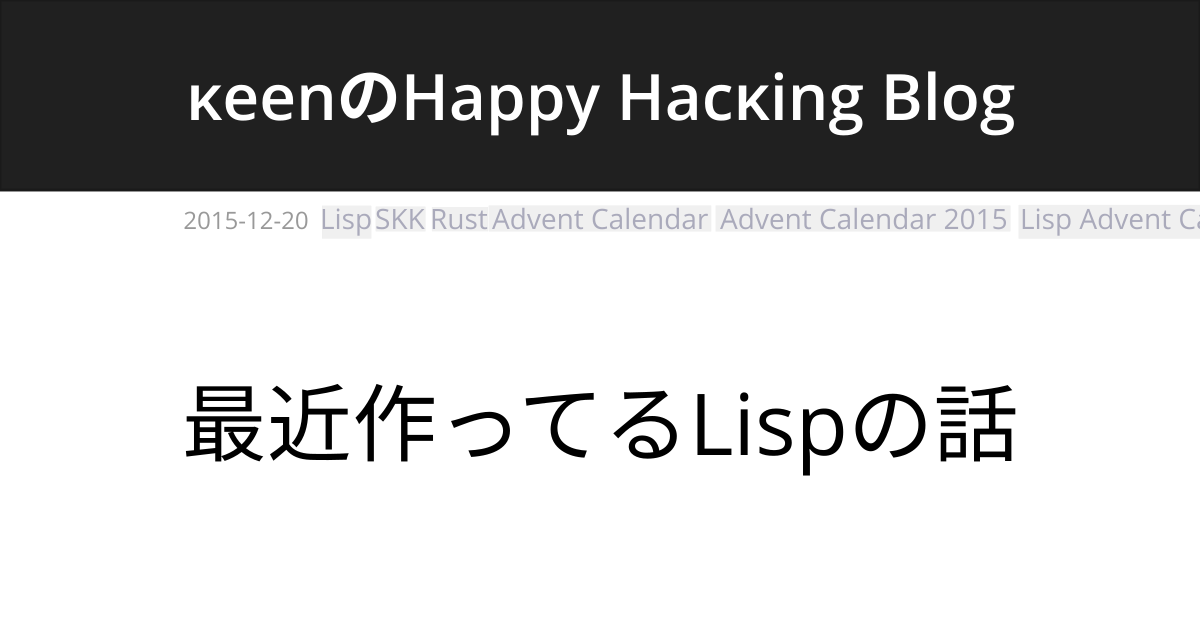 κeenのHappy Hacκing Blog
2015-12-20 Lisp SKK Rust Advent Calendar Advent Calendar 2015 Lisp Advent
最近作ってるLispの話